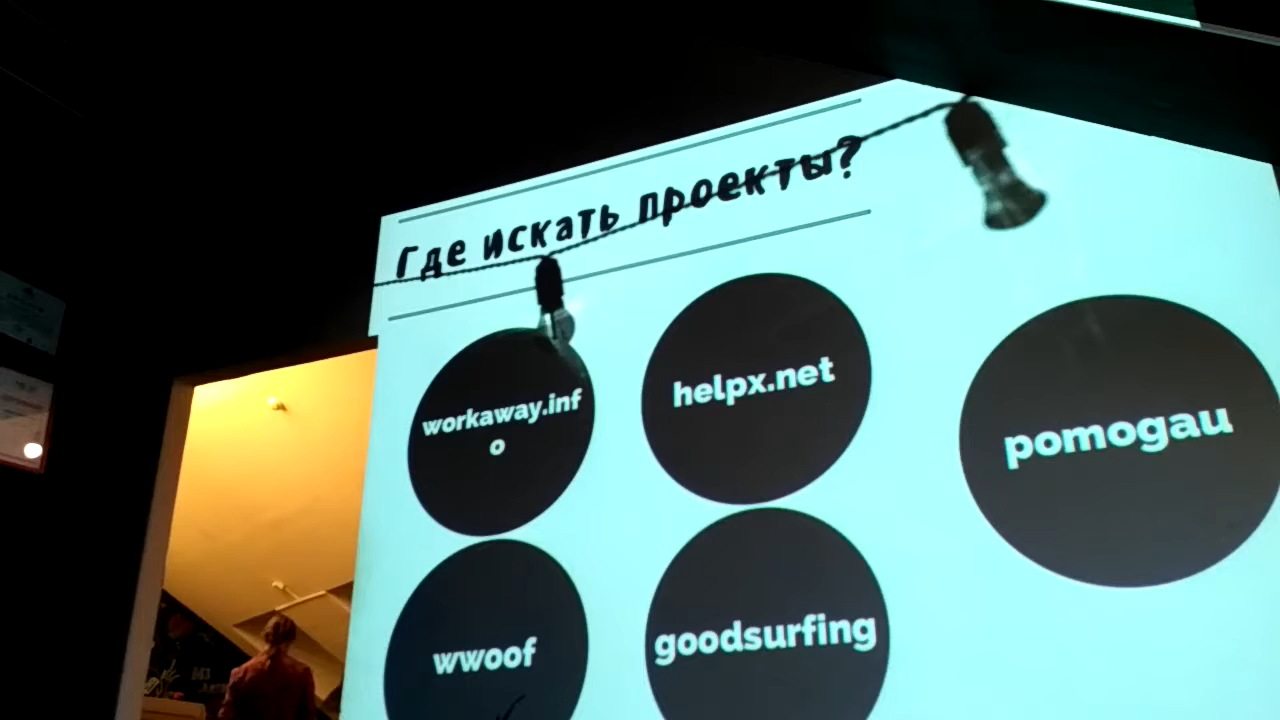 Где искать проекты?
workaway.inf
o
helpx.net
pomogau
wwoof
goodsurfing